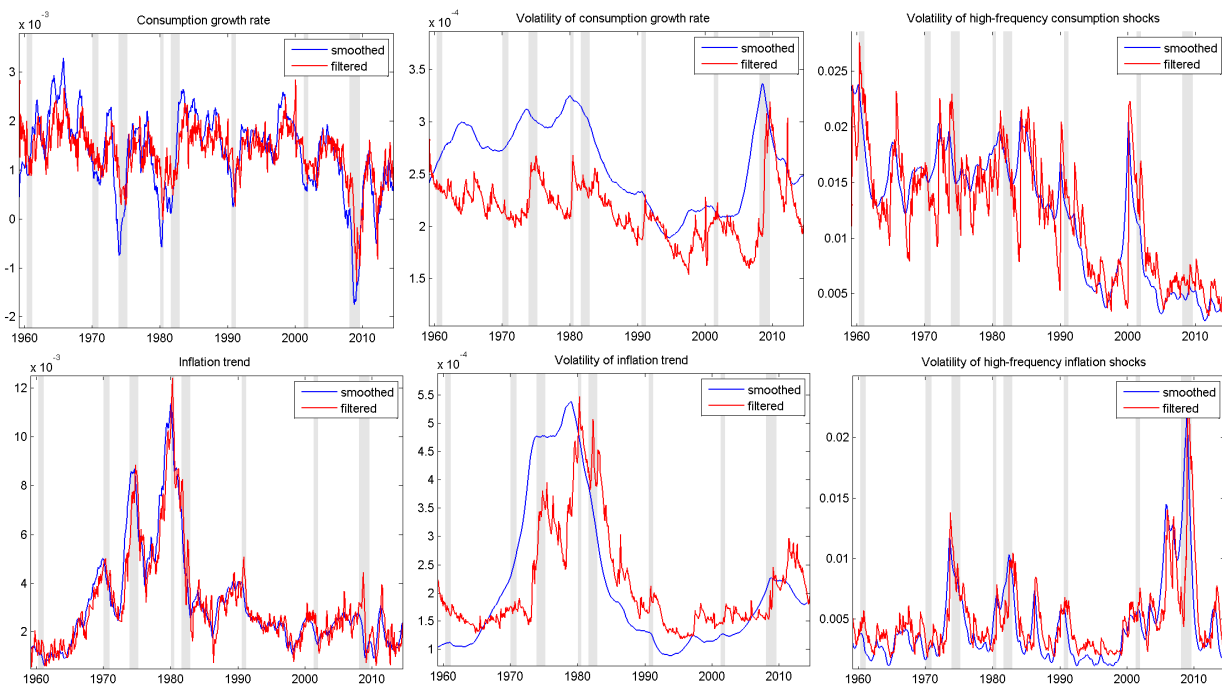 Consumption growth rate
x 10 -3
smoothed
filtered
3
2
1
0
-1
-2
1960 1970 1980 1990 2000 2010
Volatility of consumption growth rate
x 10 -4
smoothed
filtered
3.5
3
2.5
2
1.5
1960 1970 1980 1990 2000 2010
Volatility of high-frequency consumption shocks
smoothed
filtered
0.025
0.02
0.015
0.01
0.005
1960 1970 1980 1990 2000 2010
Inflation trend
x 10 -3
smoothed
filtered
12
10
8
6
4
2
1960 1970 1980 1990 2000 2010
Volatility of inflation trend
x 10 -4
smoothed
filtered
5.5
5
4.5
4
3.5
3
2.5
2
1.5
1
1960 1970 1980 1990 2000 2010
Volatility of high-frequency inflation shocks
smoothed
filtered
0.02
0.015
0.01
0.005
1960 1970 1980 1990 2000 2010